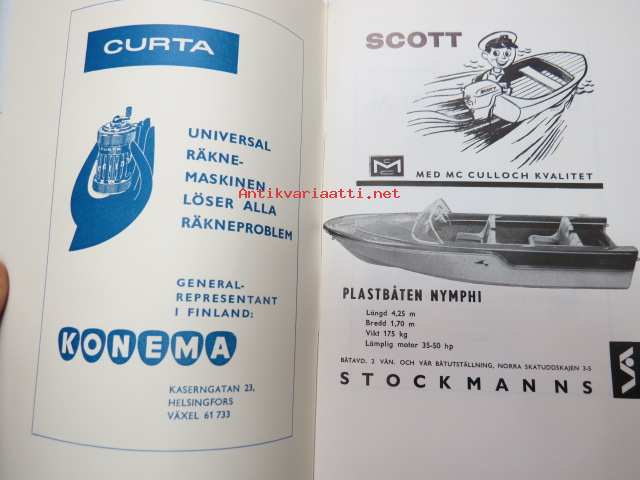 CURTA
UNIVERSAL
RÄKNE-
MASKINEN
LÖSER ALLA
RÄKNEPROBLEM
GENERAL-
REPRESENTANT
I FINLAND:
KONEMA
KASERNGATAN 23,
HELSINGFORS
VÄXEL 61 733
SCOTT
M
MED MC CULLOCH KVALITET
Antikvariaatti.net
PLASTBÅTEN NYMPHI
Längd 4,25 m
Bredd 1,70 m
Vikt 175 kg
Lämplig motor 35-50 hp
BÅTAVD. 2 VÅN. OCH VÅR BÅTUTSTÄLLNING, NORRA SKATUDDSKAJEN 3-5
STOCKMANNS